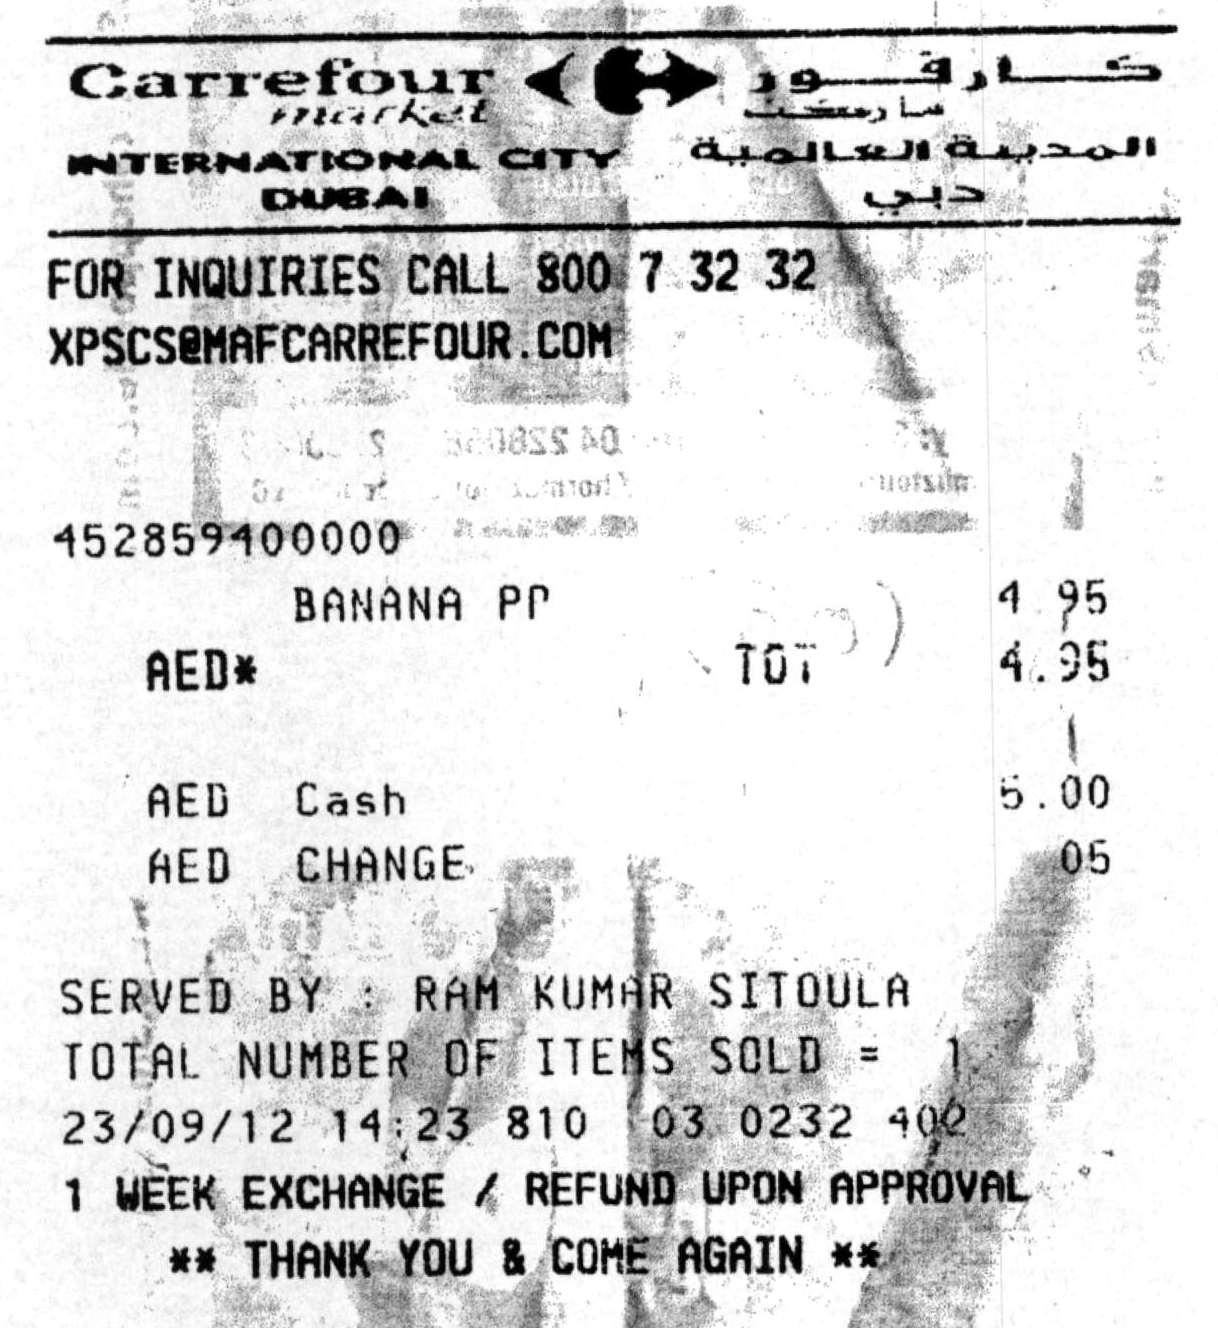 Carrefour كارفور
market ماركت
INTERNATIONAL CITY المدينة العالمية
DUBAI دبي
FOR INQUIRIES CALL 800 7 32 32
XPSCS@MAFCARREFOUR.COM
452859400000
BANANA PP 4.95
AED* TOT 4.95
AED Cash 5.00
AED CHANGE 05
SERVED BY : RAM KUMAR SITOULA
TOTAL NUMBER OF ITEMS SOLD = 1
23/09/12 14:23 810 03 0232 402
1 WEEK EXCHANGE / REFUND UPON APPROVAL
** THANK YOU & COME AGAIN **